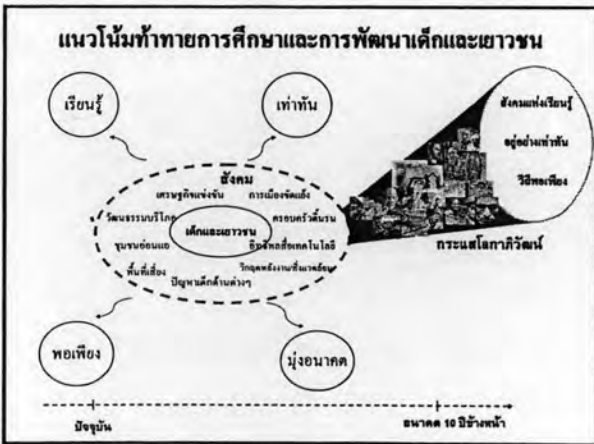 แนวโน้มท้าทายการศึกษาและการพัฒนาเด็กและเยาวชน
เรียนรู้
เท่าทัน
สังคมแห่งเรียนรู้
อยู่อย่างเท่าทัน
วิถีพอเพียง
สังคม
เศรษฐกิจแข่งขัน การเมืองขัดแย้ง
วัฒนธรรมบริโภค ครอบครัวดิ้นรน
เด็กและเยาวชน
ชุมชนอ่อนแอ อิทธิพลสื่อเทคโนโลยี
พื้นที่เสี่ยง วิกฤตพลังงาน/สิ่งแวดล้อม
ปัญหาเด็กด้านต่างๆ
กระแสโลกาภิวัฒน์
พอเพียง
มุ่งอนาคต
ปัจจุบัน
อนาคต 10 ปีข้างหน้า